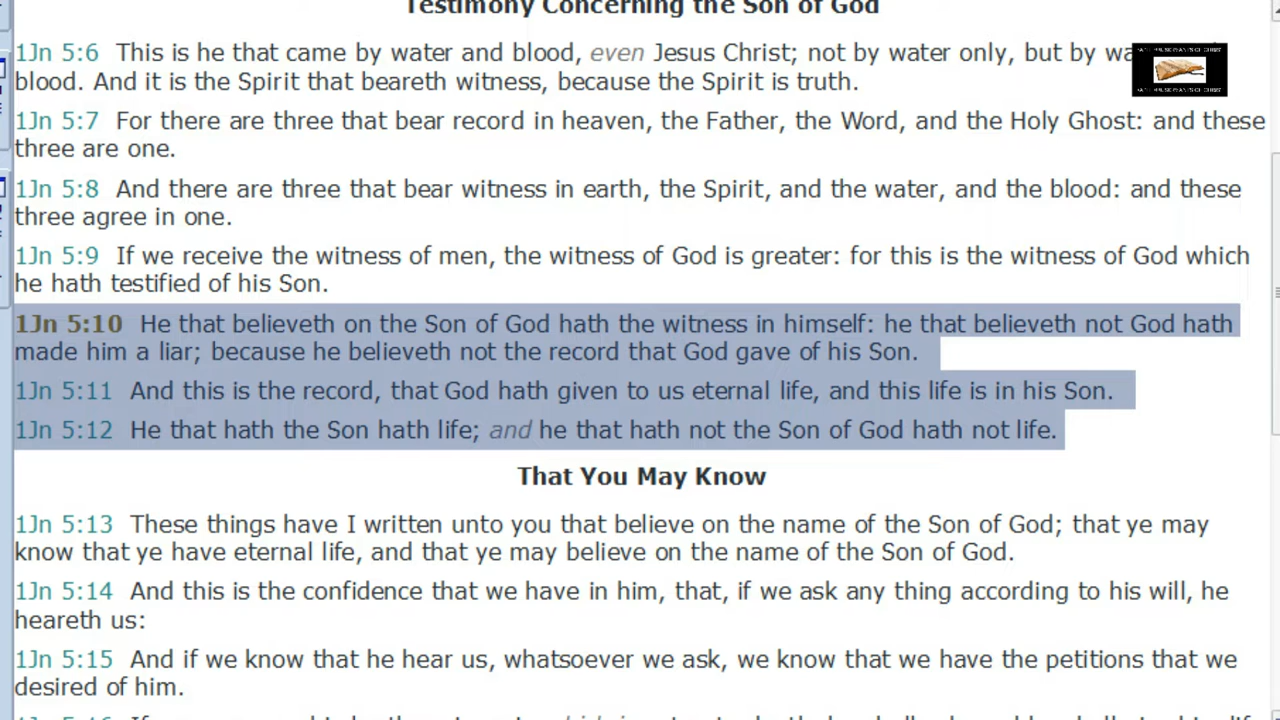 Testimony Concerning the Son of God
1Jn 5:6 This is he that came by water and blood, even Jesus Christ; not by water only, but by
blood. And it is the Spirit that beareth witness, because the Spirit is truth.
1Jn 5:7 For there are three that bear record in heaven, the Father, the Word, and the Holy Ghost: and these
three are one.
1Jn 5:8 And there are three that bear witness in earth, the Spirit, and the water, and the blood: and these
three agree in one.
1Jn 5:9 If we receive the witness of men, the witness of God is greater: for this is the witness of God which
he hath testified of his Son.
1Jn 5:10 He that believeth on the Son of God hath the witness in himself: he that believeth not God hath
made him a liar; because he believeth not the record that God gave of his Son.
1Jn 5:11 And this is the record, that God hath given to us eternal life, and this life is in his Son.
1Jn 5:12 He that hath the Son hath life; and he that hath not the Son of God hath not life.
That You May Know
1Jn 5:13 These things have I written unto you that believe on the name of the Son of God; that ye may
know that ye have eternal life, and that ye may believe on the name of the Son of God.
1Jn 5:14 And this is the confidence that we have in him, that, if we ask any thing according to his will, he
heareth us:
1Jn 5:15 And if we know that he hear us, whatsoever we ask, we know that we have the petitions that we
desired of him.